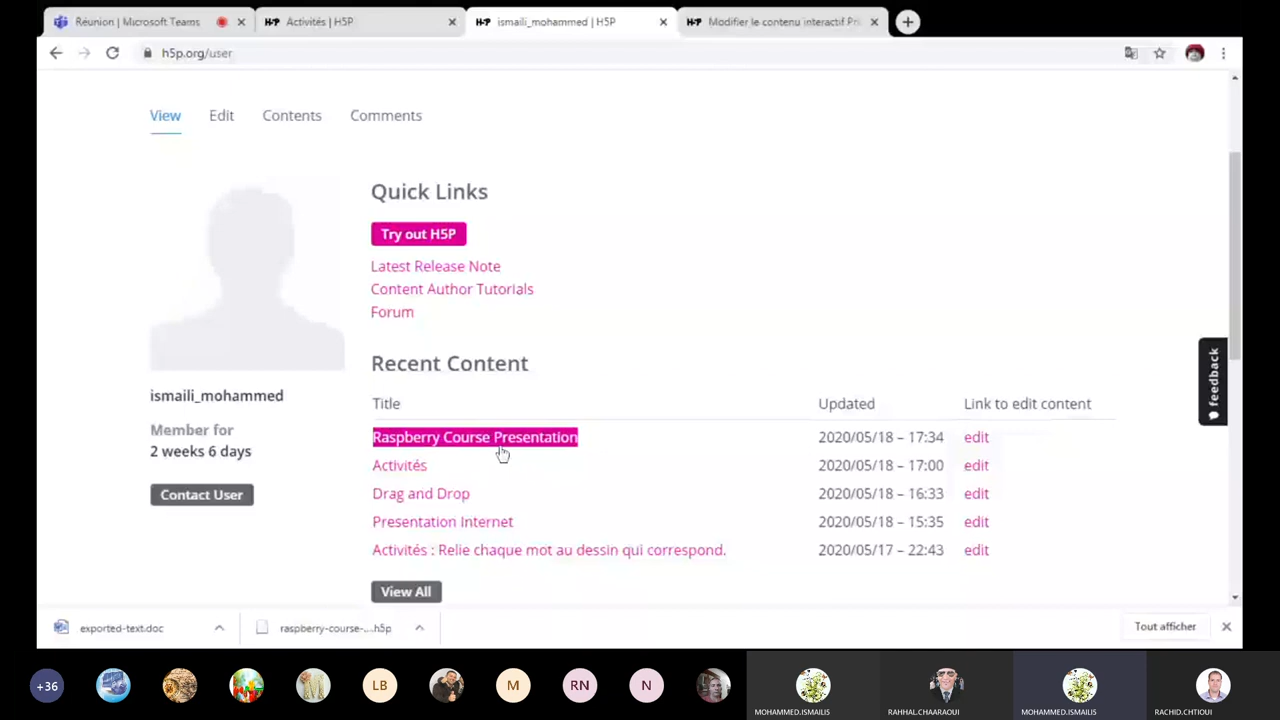 Réunion | Microsoft Teams
H5P Activités | H5P
H5P ismaili_mohammed | H5P
H5P Modifier le contenu interactif Pri
h5p.org/user
View Edit Contents Comments
Quick Links
Try out H5P
Latest Release Note
Content Author Tutorials
Forum
Recent Content
ismaili_mohammed
Member for
2 weeks 6 days
Contact User
Title Updated Link to edit content
Raspberry Course Presentation 2020/05/18 – 17:34 edit
Activités 2020/05/18 – 17:00 edit
Drag and Drop 2020/05/18 – 16:33 edit
Presentation Internet 2020/05/18 – 15:35 edit
Activités : Relie chaque mot au dessin qui correspond. 2020/05/17 – 22:43 edit
View All
feedback
exported-text.doc
raspberry-course-....h5p
Tout afficher
+36
LB
M
RN
N
MOHAMMED.ISMAILI5
RAHHAL.CHAARAOUI
MOHAMMED.ISMAILI5
RACHID.CHTIOUI